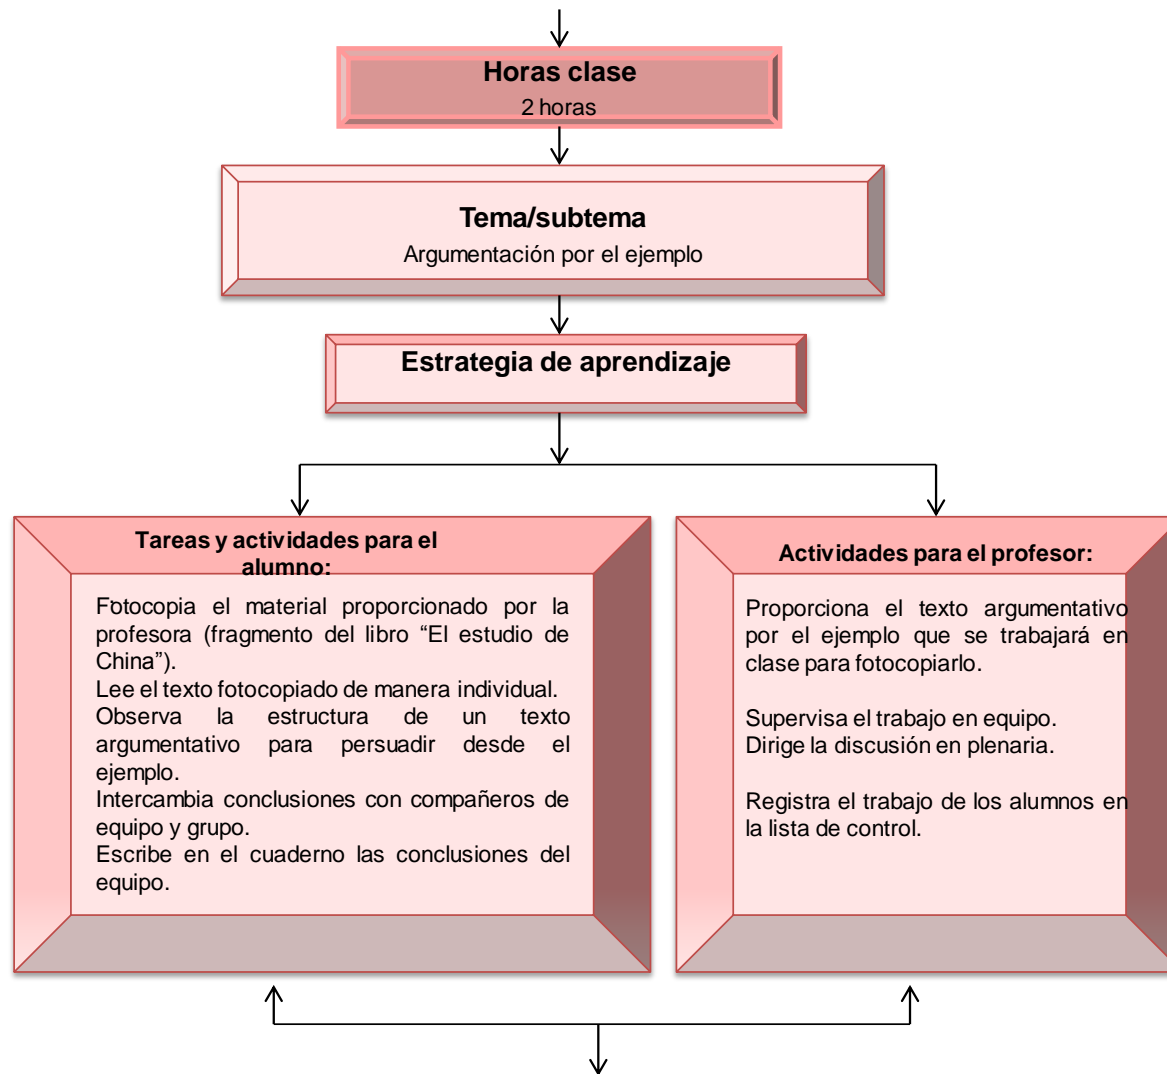 Horas clase
2 horas
Tema/subtema
Argumentación por el ejemplo
Estrategia de aprendizaje
Tareas y actividades para el
alumno:
Fotocopia el material proporcionado por la
profesora (fragmento del libro “El estudio de
China”).
Lee el texto fotocopiado de manera individual.
Observa la estructura de un texto
argumentativo para persuadir desde el
ejemplo.
Intercambia conclusiones con compañeros de
equipo y grupo.
Escribe en el cuaderno las conclusiones del
equipo.
Actividades para el profesor:
Proporciona el texto argumentativo
por el ejemplo que se trabajará en
clase para fotocopiarlo.
Supervisa el trabajo en equipo.
Dirige la discusión en plenaria.
Registra el trabajo de los alumnos en
la lista de control.